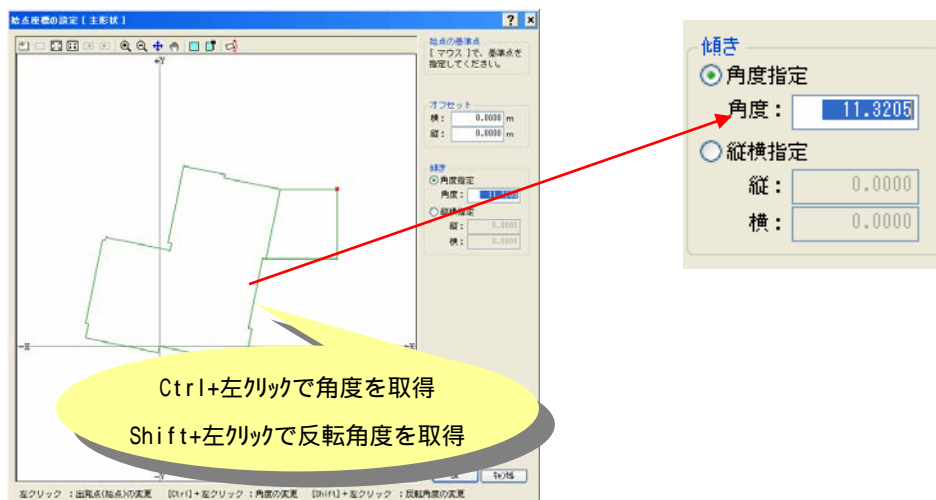 始点座標の設定 [ 主形状 ]
始点の基準点
[ マウス ]で、基準点を
指定してください。
+Y
オフセット
横： 0.0000 m
縦： 0.0000 m
傾き
角度指定
角度： 11.3205
縦横指定
縦： 0.0000
横： 0.0000
-X
+X
-Y
Ctrl+左クリックで角度を取得
Shift+左クリックで反転角度を取得
キャンセル
左クリック ：出発点(始点)の変更 [Ctrl]+左クリック ：角度の変更 [Shift]+左クリック ：反転角度の変更
傾き
角度指定
角度： 11.3205
縦横指定
縦： 0.0000
横： 0.0000